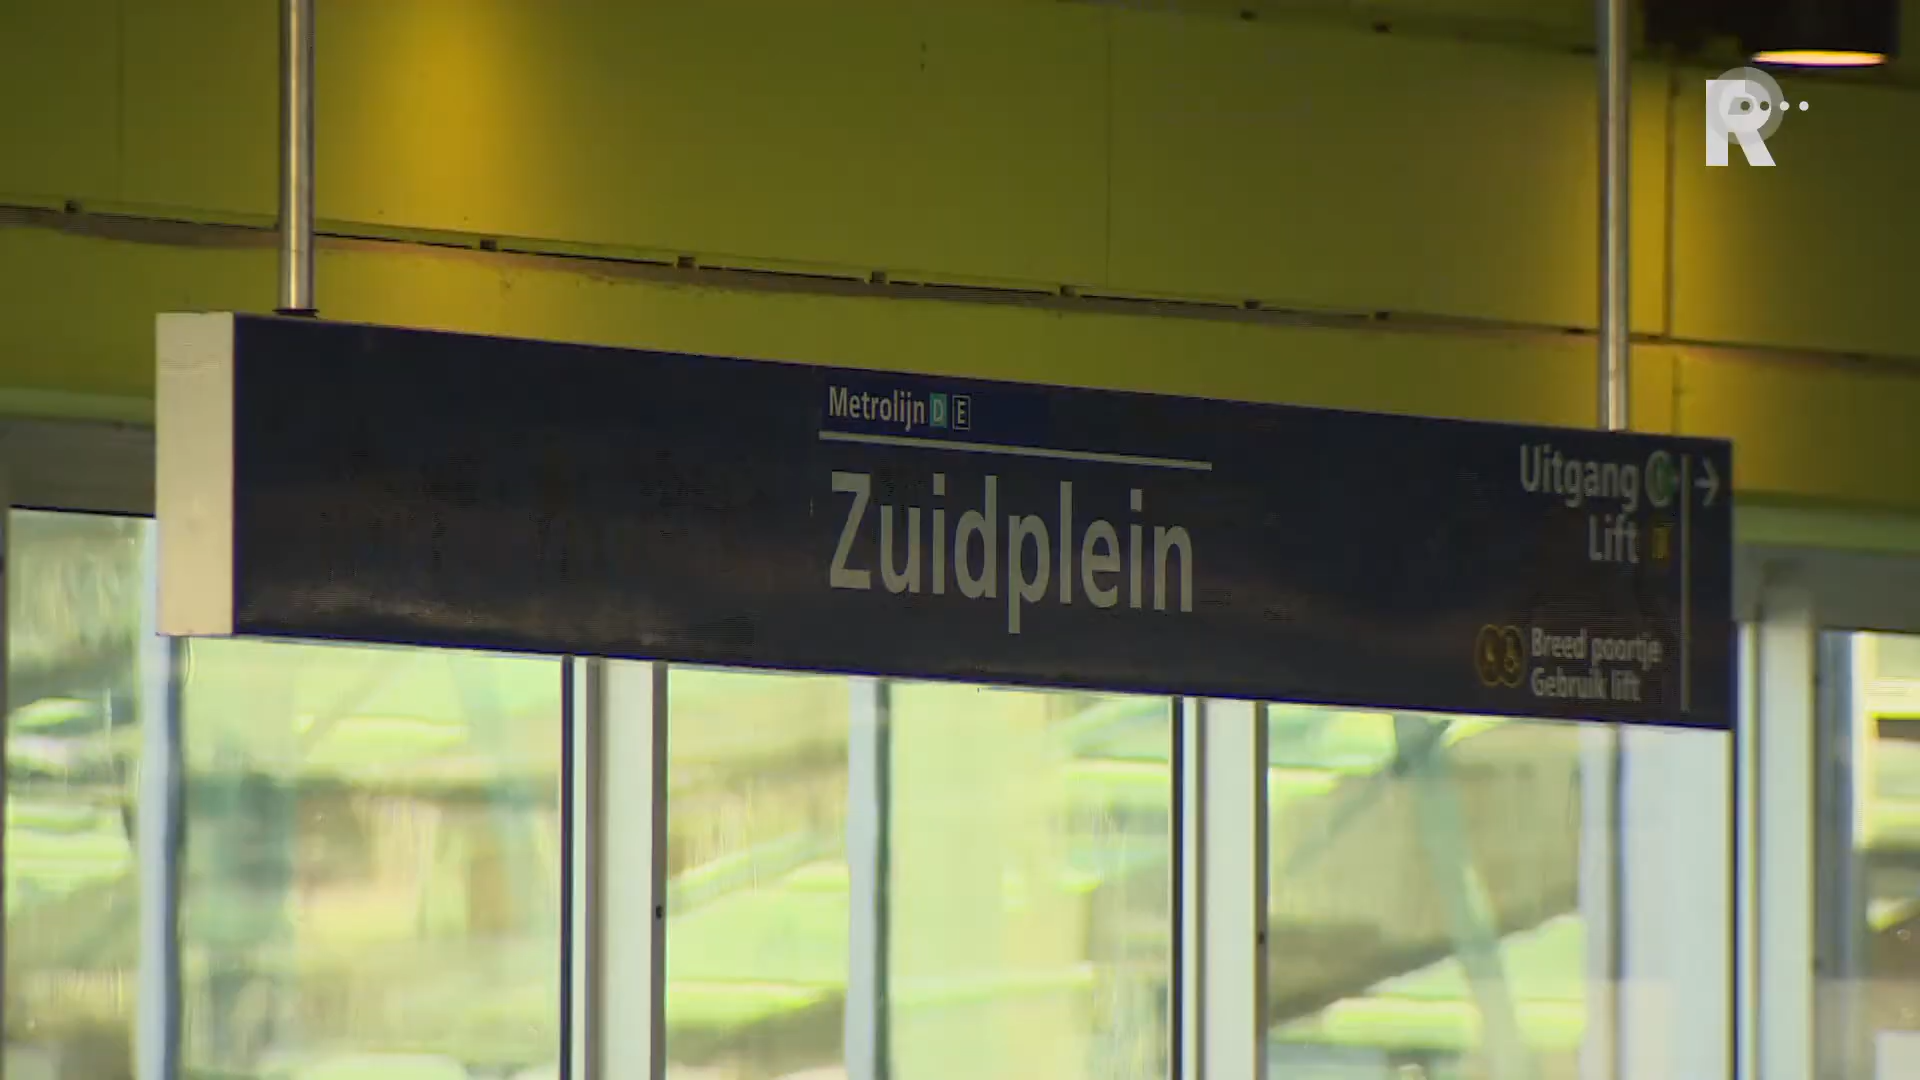 R
Metrolijn D E
Zuidplein
Uitgang
Lift
Breed poortje
Gebruik lift